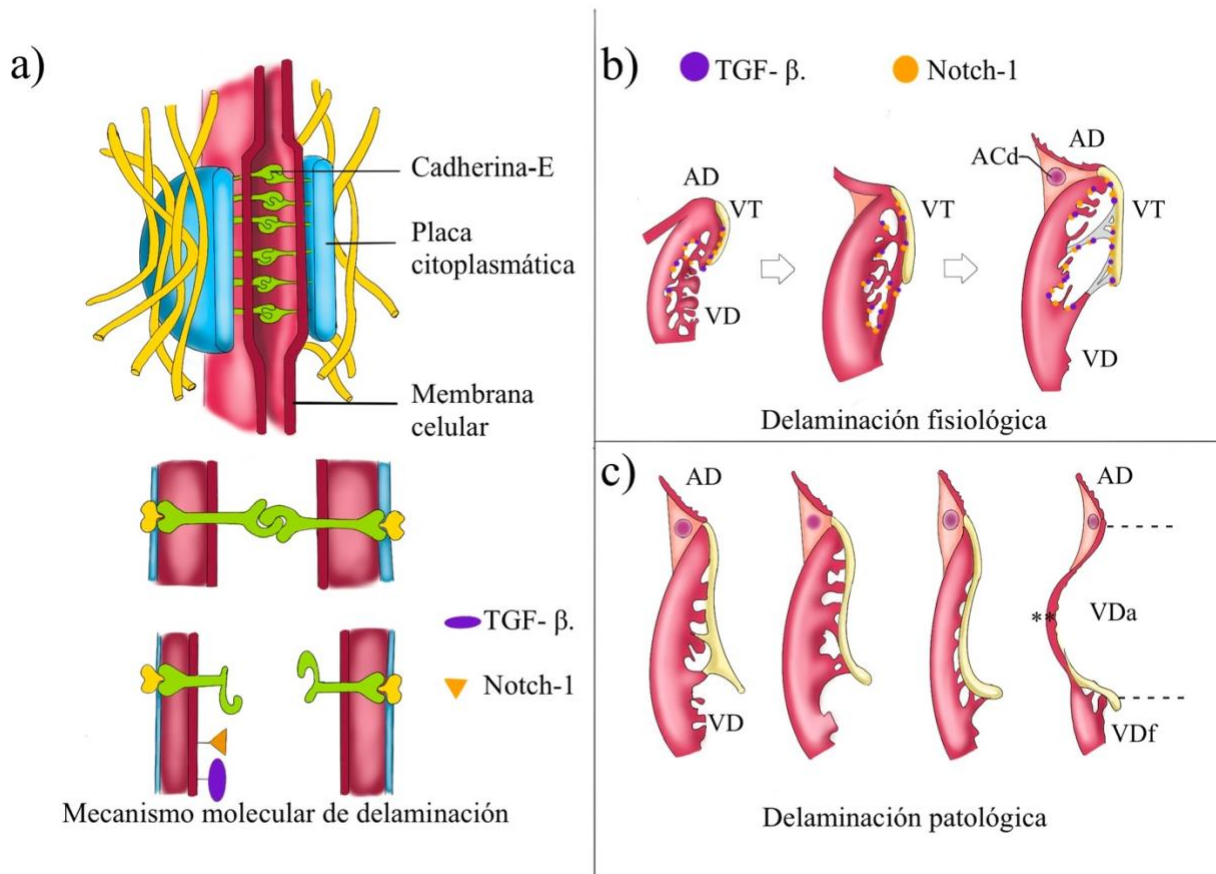 a)
Cadherina-E
Placa
citoplasmática
Membrana
celular
TGF- β.
Notch-1
Mecanismo molecular de delaminación
b)
TGF- β.
Notch-1
AD
VT
VD
VT
ACd
AD
VT
VD
Delaminación fisiológica
c)
AD
VD
AD
VDa
**
VDf
Delaminación patológica